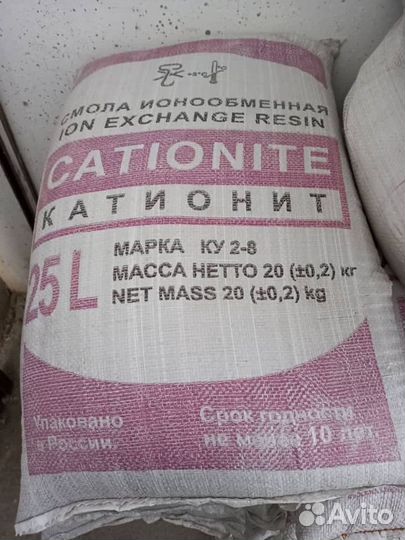 СМОЛА ИОНООБМЕННАЯ
ION EXCHANGE RESIN
CATIONITE
КАТИОНИТ
25L
МАРКА КУ 2-8
МАССА НЕТТО 20 (±0,2) кг
NET MASS 20 (±0,2) kg
Упаковано
в России.
Срок годности
не менее 10 лет.
Avito